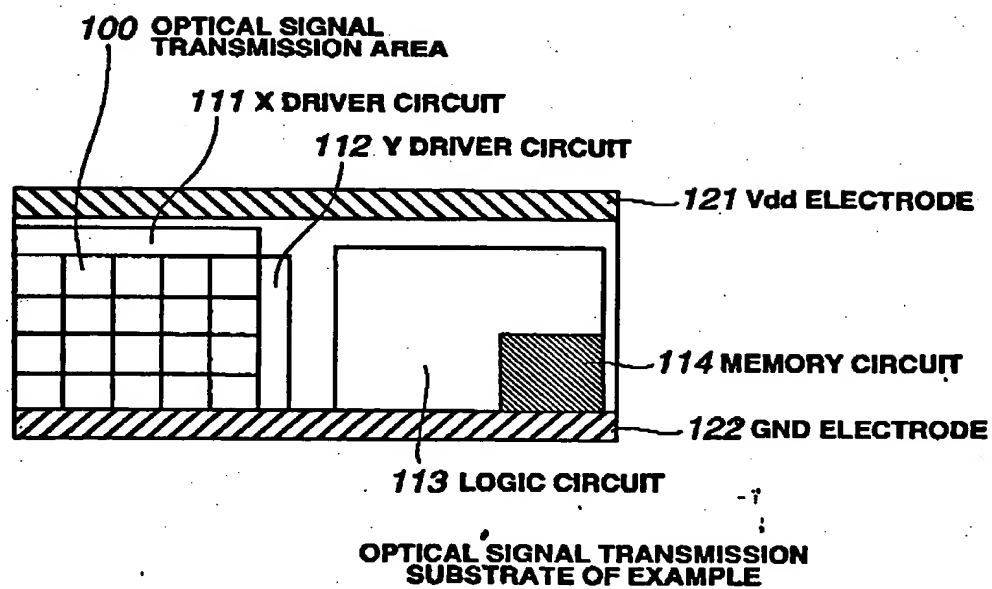 100 OPTICAL SIGNAL
TRANSMISSION AREA
111 X DRIVER CIRCUIT
112 Y DRIVER CIRCUIT
121 Vdd ELECTRODE
114 MEMORY CIRCUIT
122 GND ELECTRODE
113 LOGIC CIRCUIT
OPTICAL SIGNAL TRANSMISSION
SUBSTRATE OF EXAMPLE